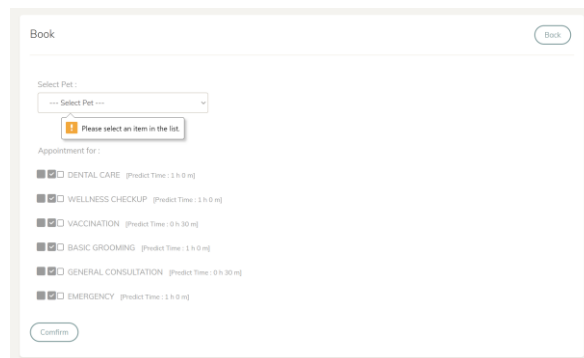 Book
Back
Select Pet :
--- Select Pet ---
! Please select an item in the list.
Appointment for :
DENTAL CARE [Predict Time : 1 h 0 m]
WELLNESS CHECKUP [Predict Time : 1 h 0 m]
VACCINATION [Predict Time : 0 h 30 m]
BASIC GROOMING [Predict Time : 1 h 0 m]
GENERAL CONSULTATION [Predict Time : 0 h 30 m]
EMERGENCY [Predict Time : 1 h 0 m]
Comfirm